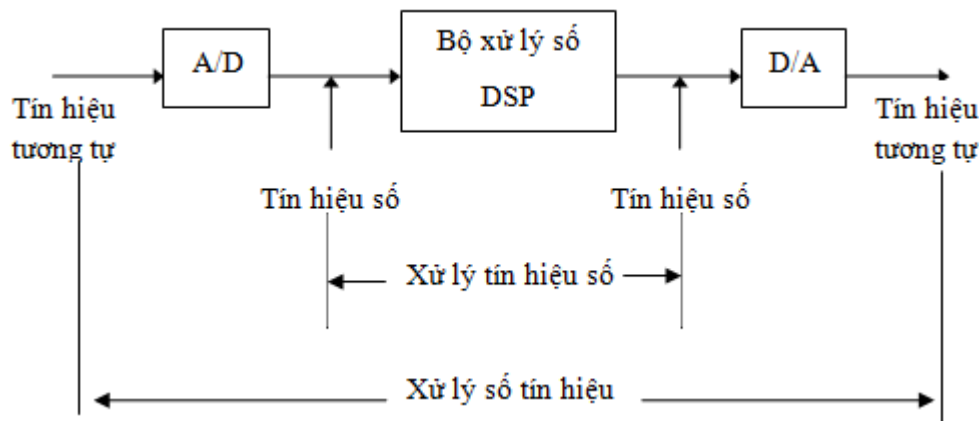 A/D
Bộ xử lý số
DSP
D/A
Tín hiệu
tương tự
Tín hiệu
tương tự
Tín hiệu số
Tín hiệu số
Xử lý tín hiệu số
Xử lý số tín hiệu